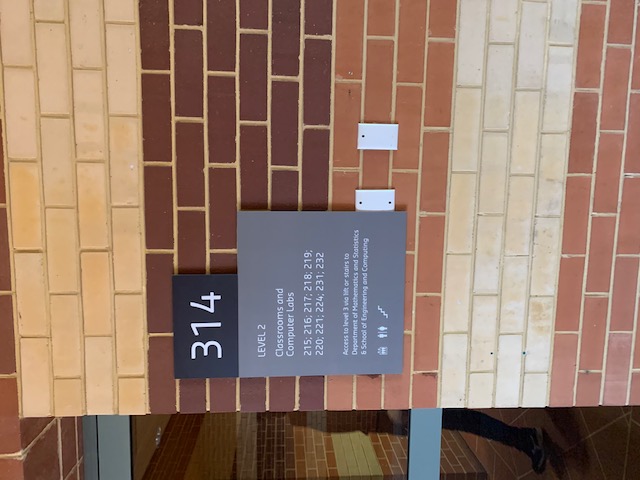 314
LEVEL 2
Classrooms and
Computer Labs
215; 216; 217; 218; 219;
220; 221; 224; 231; 232
Access to level 3 via lift or stairs to
Department of Mathematics and Statistics
& School of Engineering and Computing